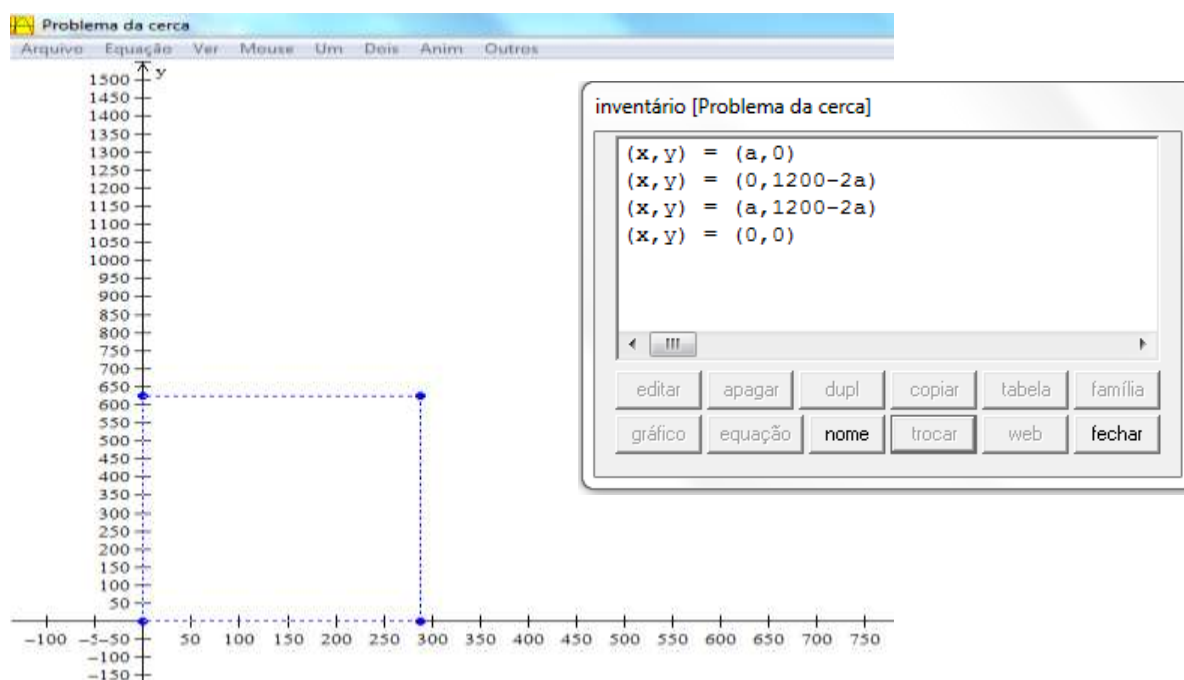 Problema da cerca
Arquivo Equação Ver Mouse Um Dois Anim Outros
y
1500
1450
1400
1350
1300
1250
1200
1150
1100
1050
1000
950
900
850
800
750
700
650
600
550
500
450
400
350
300
250
200
150
100
50
-100 -5-50 50 100 150 200 250 300 350 400 450 500 550 600 650 700 750
-100
-150
inventário [Problema da cerca]
(x,y) = (a,0)
(x,y) = (0,1200-2a)
(x,y) = (a,1200-2a)
(x,y) = (0,0)
editar apagar dupl copiar tabela família
gráfico equação nome trocar web fechar